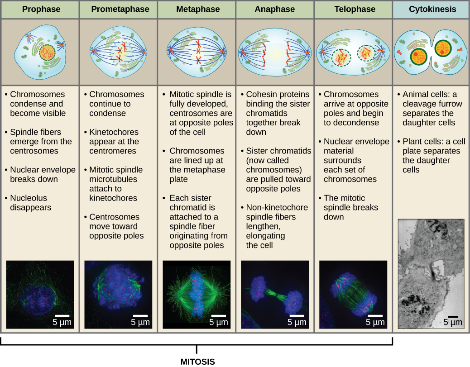 Prophase
Prometaphase
Metaphase
Anaphase
Telophase
Cytokinesis
• Chromosomes
condense and
become visible
• Spindle fibers
emerge from the
centrosomes
• Nuclear envelope
breaks down
• Nucleolus
disappears
• Chromosomes
continue to
condense
• Kinetochores
appear at the
centromeres
• Mitotic spindle
microtubules
attach to
kinetochores
• Centrosomes
move toward
opposite poles
• Mitotic spindle is
fully developed,
centrosomes are
at opposite poles
of the cell
• Chromosomes
are lined up at
the metaphase
plate
• Each sister
chromatid is
attached to a
spindle fiber
originating from
opposite poles
• Cohesin proteins
binding the sister
chromatids
together break
down
• Sister chromatids
(now called
chromosomes)
are pulled toward
opposite poles
• Non-kinetochore
spindle fibers
lengthen,
elongating
the cell
• Chromosomes
arrive at opposite
poles and begin
to decondense
• Nuclear envelope
material
surrounds
each set of
chromosomes
• The mitotic
spindle breaks
down
• Animal cells: a
cleavage furrow
separates the
daughter cells
• Plant cells: a cell
plate separates
the daughter
cells
5 µm
5 µm
5 µm
5 µm
5 µm
5 µm
MITOSIS